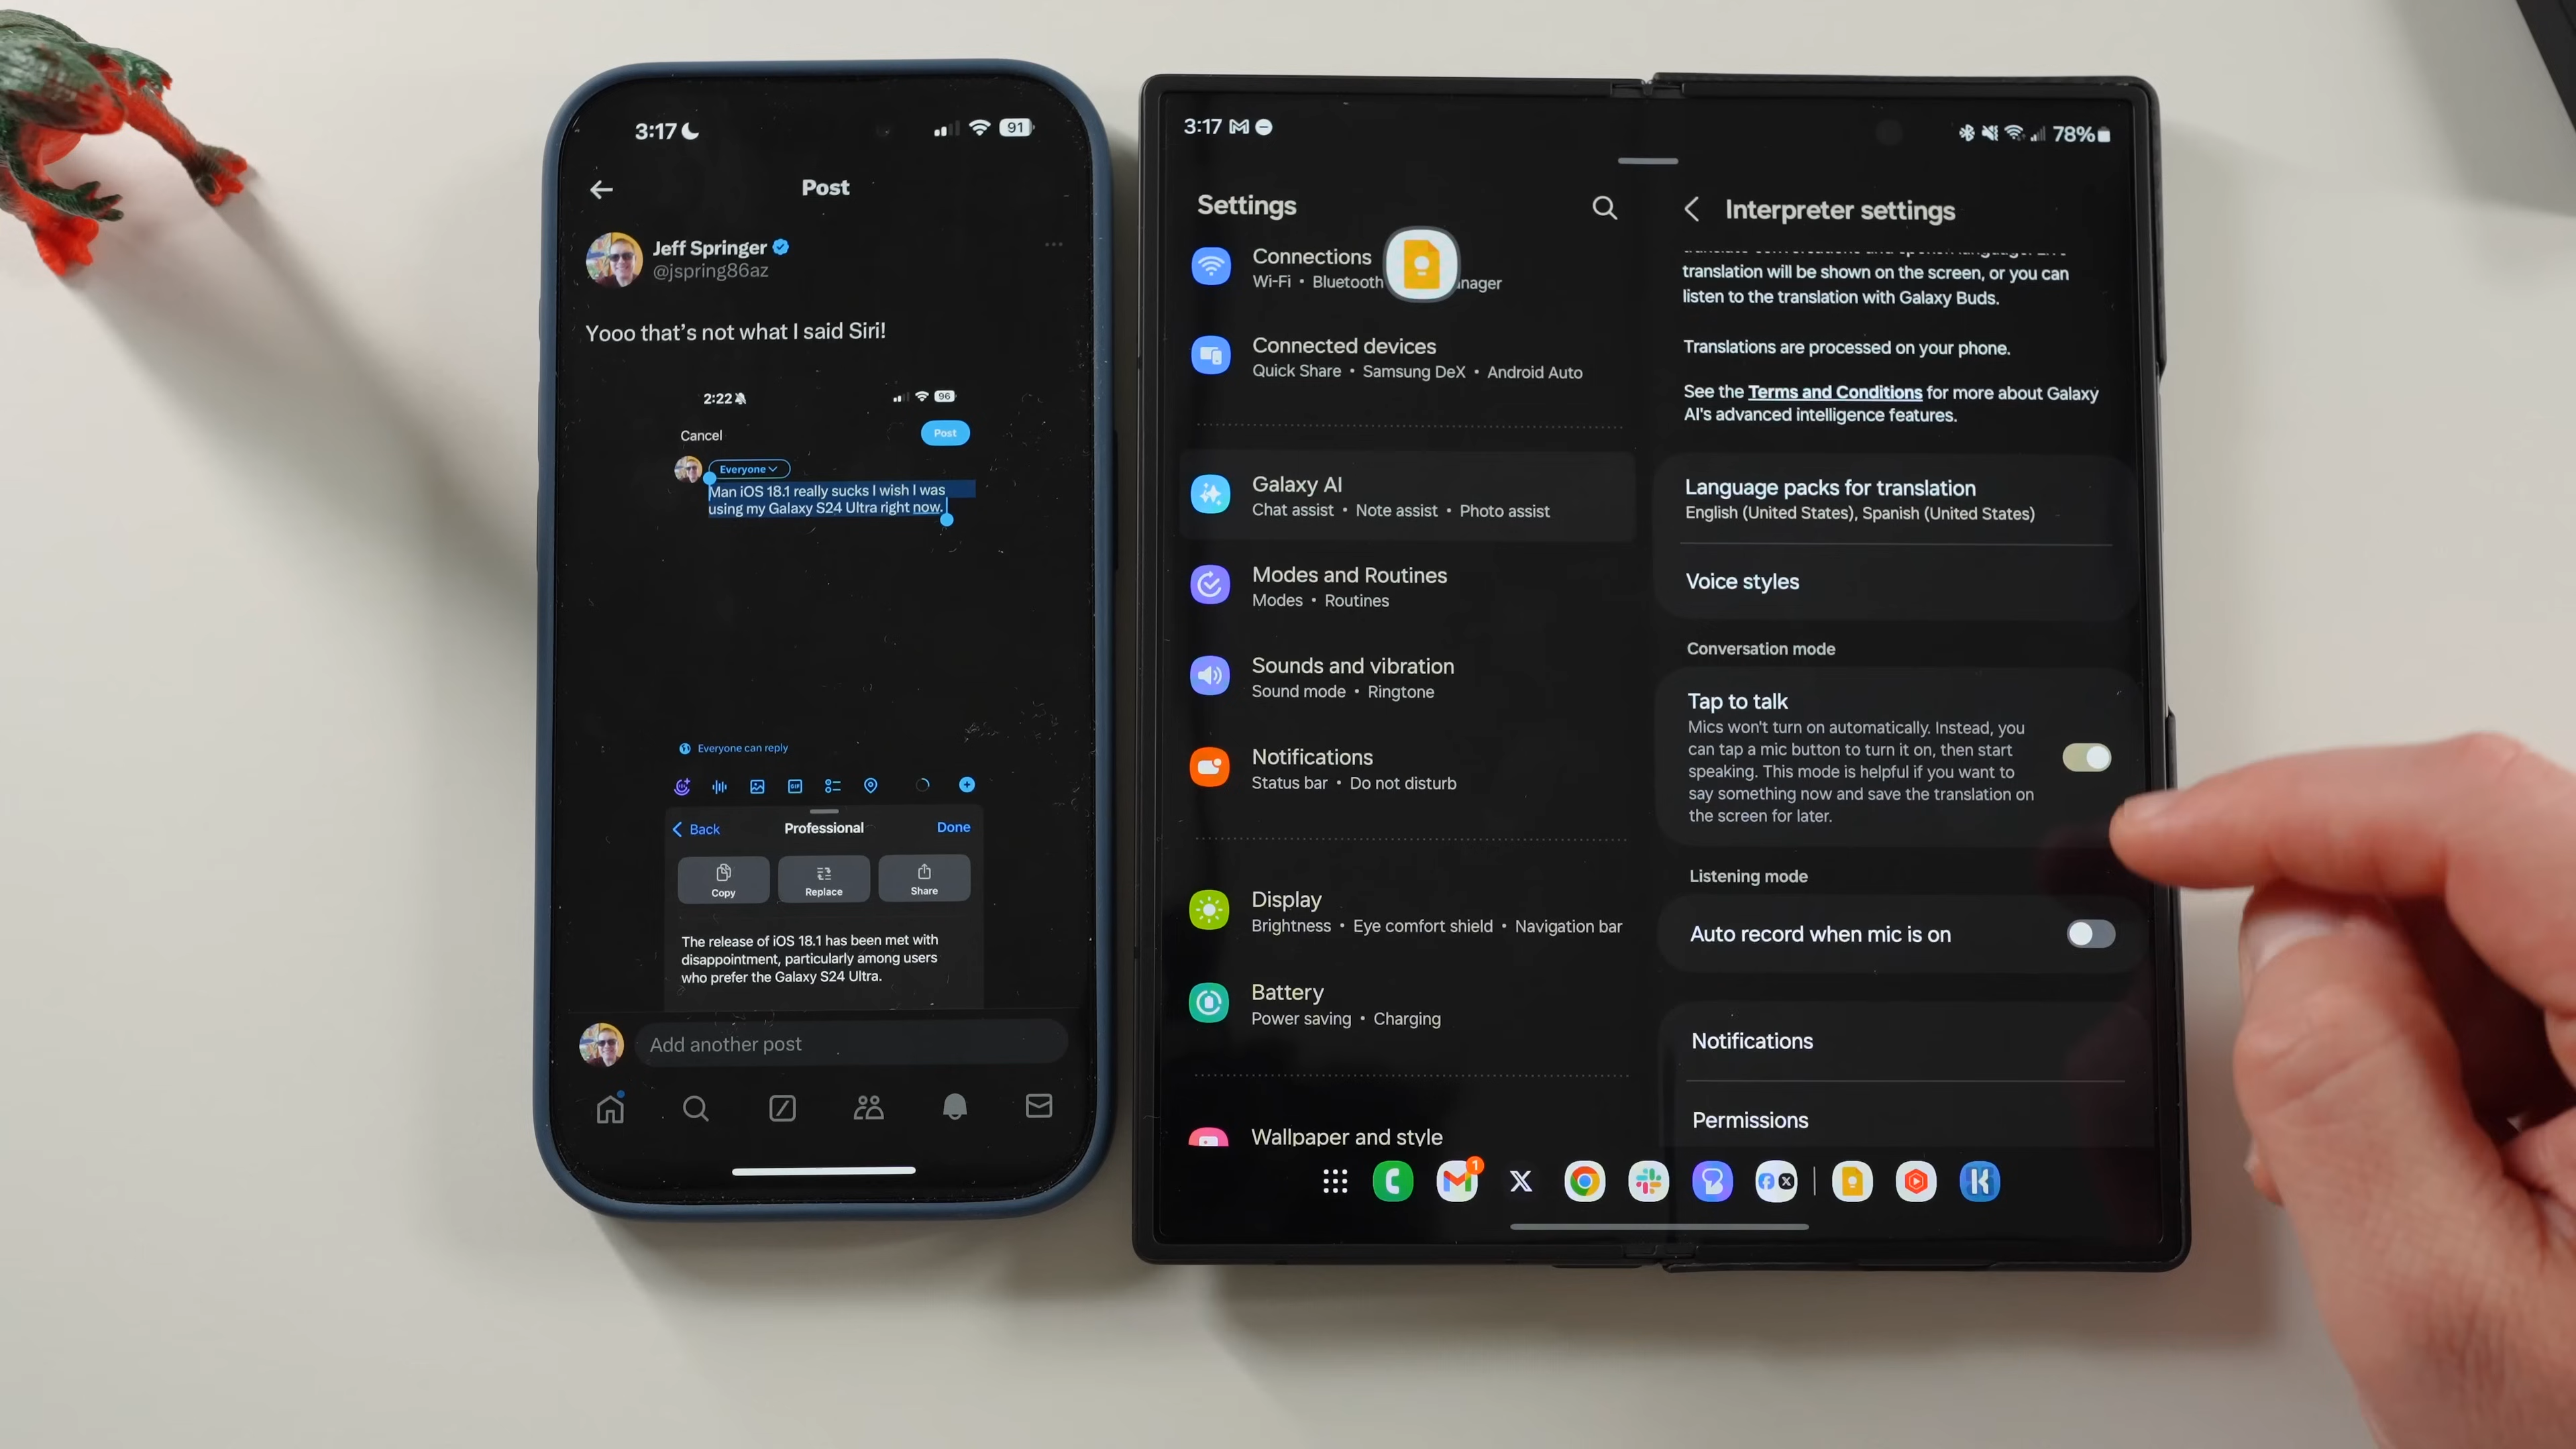 3:17
91
Post
Jeff Springer
@jspring86az
Yooo that's not what I said Siri!
2:22
96
Cancel
Post
Everyone
Man iOS 18.1 really sucks I wish I was
using my Galaxy S24 Ultra right now.
Everyone can reply
GIF
Back
Professional
Done
Copy
Replace
Share
The release of iOS 18.1 has been met with
disappointment, particularly among users
who prefer the Galaxy S24 Ultra.
Add another post
3:17
78%
Settings
Connections
Wi-Fi • Bluetooth
nager
Connected devices
Quick Share • Samsung DeX • Android Auto
Galaxy AI
Chat assist • Note assist • Photo assist
Modes and Routines
Modes • Routines
Sounds and vibration
Sound mode • Ringtone
Notifications
Status bar • Do not disturb
Display
Brightness • Eye comfort shield • Navigation bar
Battery
Power saving • Charging
Wallpaper and style
Interpreter settings
translation will be shown on the screen, or you can
listen to the translation with Galaxy Buds.
Translations are processed on your phone.
See the Terms and Conditions for more about Galaxy
AI's advanced intelligence features.
Language packs for translation
English (United States), Spanish (United States)
Voice styles
Conversation mode
Tap to talk
Mics won't turn on automatically. Instead, you
can tap a mic button to turn it on, then start
speaking. This mode is helpful if you want to
say something now and save the translation on
the screen for later.
Listening mode
Auto record when mic is on
Notifications
Permissions
1